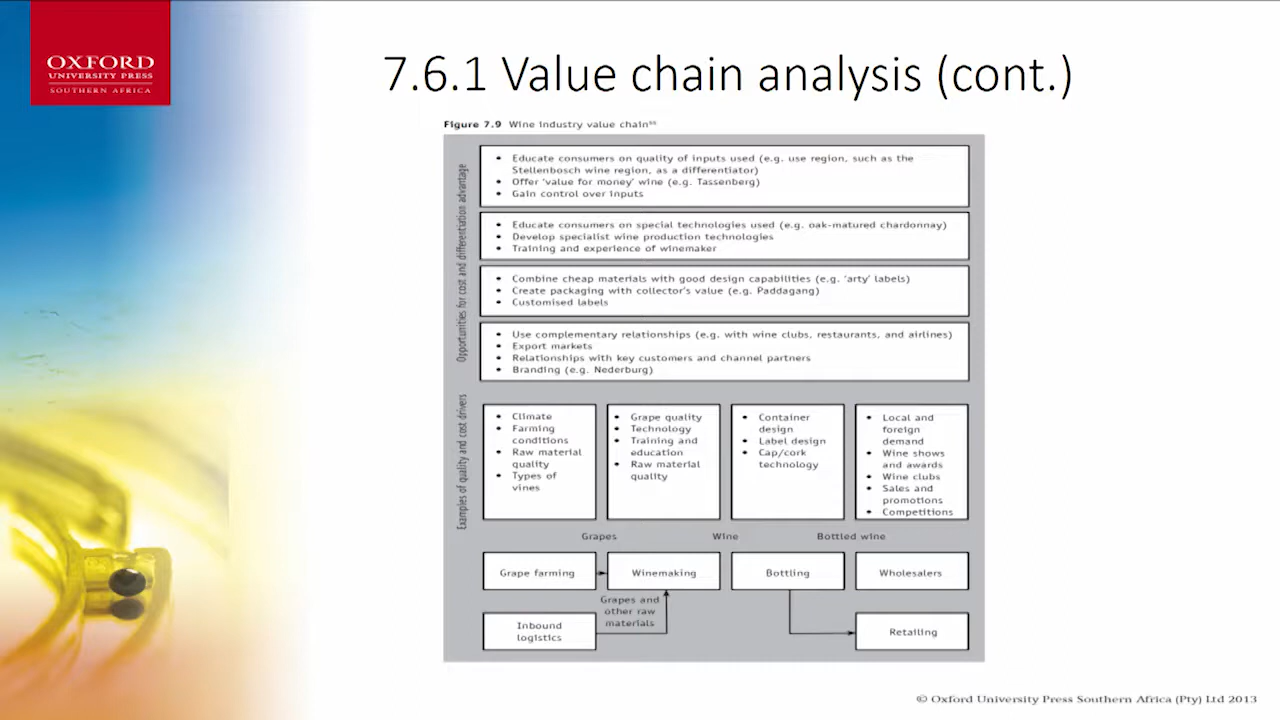 OXFORD
UNIVERSITY PRESS
SOUTHERN AFRICA
7.6.1 Value chain analysis (cont.)
Figure 7.9 Wine industry value chain⁵⁵
Opportunities for cost and differentiation advantage
• Educate consumers on quality of inputs used (e.g. use region, such as the
Stellenbosch wine region, as a differentiator)
• Offer ‘value for money’ wine (e.g. Tassenberg)
• Gain control over inputs
• Educate consumers on special technologies used (e.g. oak-matured chardonnay)
• Develop specialist wine production technologies
• Training and experience of winemaker
• Combine cheap materials with good design capabilities (e.g. ‘arty’ labels)
• Create packaging with collector’s value (e.g. Paddagang)
• Customised labels
• Use complementary relationships (e.g. with wine clubs, restaurants, and airlines)
• Export markets
• Relationships with key customers and channel partners
• Branding (e.g. Nederburg)
Examples of quality and cost drivers
• Climate
• Farming
conditions
• Raw material
quality
• Types of
vines
• Grape quality
• Technology
• Training and
education
• Raw material
quality
• Container
design
• Label design
• Cap/cork
technology
• Local and
foreign
demand
• Wine shows
and awards
• Wine clubs
• Sales and
promotions
• Competitions
Grapes
Wine
Bottled wine
Grape farming
Winemaking
Bottling
Wholesalers
Grapes and
other raw
materials
Inbound
logistics
Retailing
© Oxford University Press Southern Africa (Pty) Ltd 2013